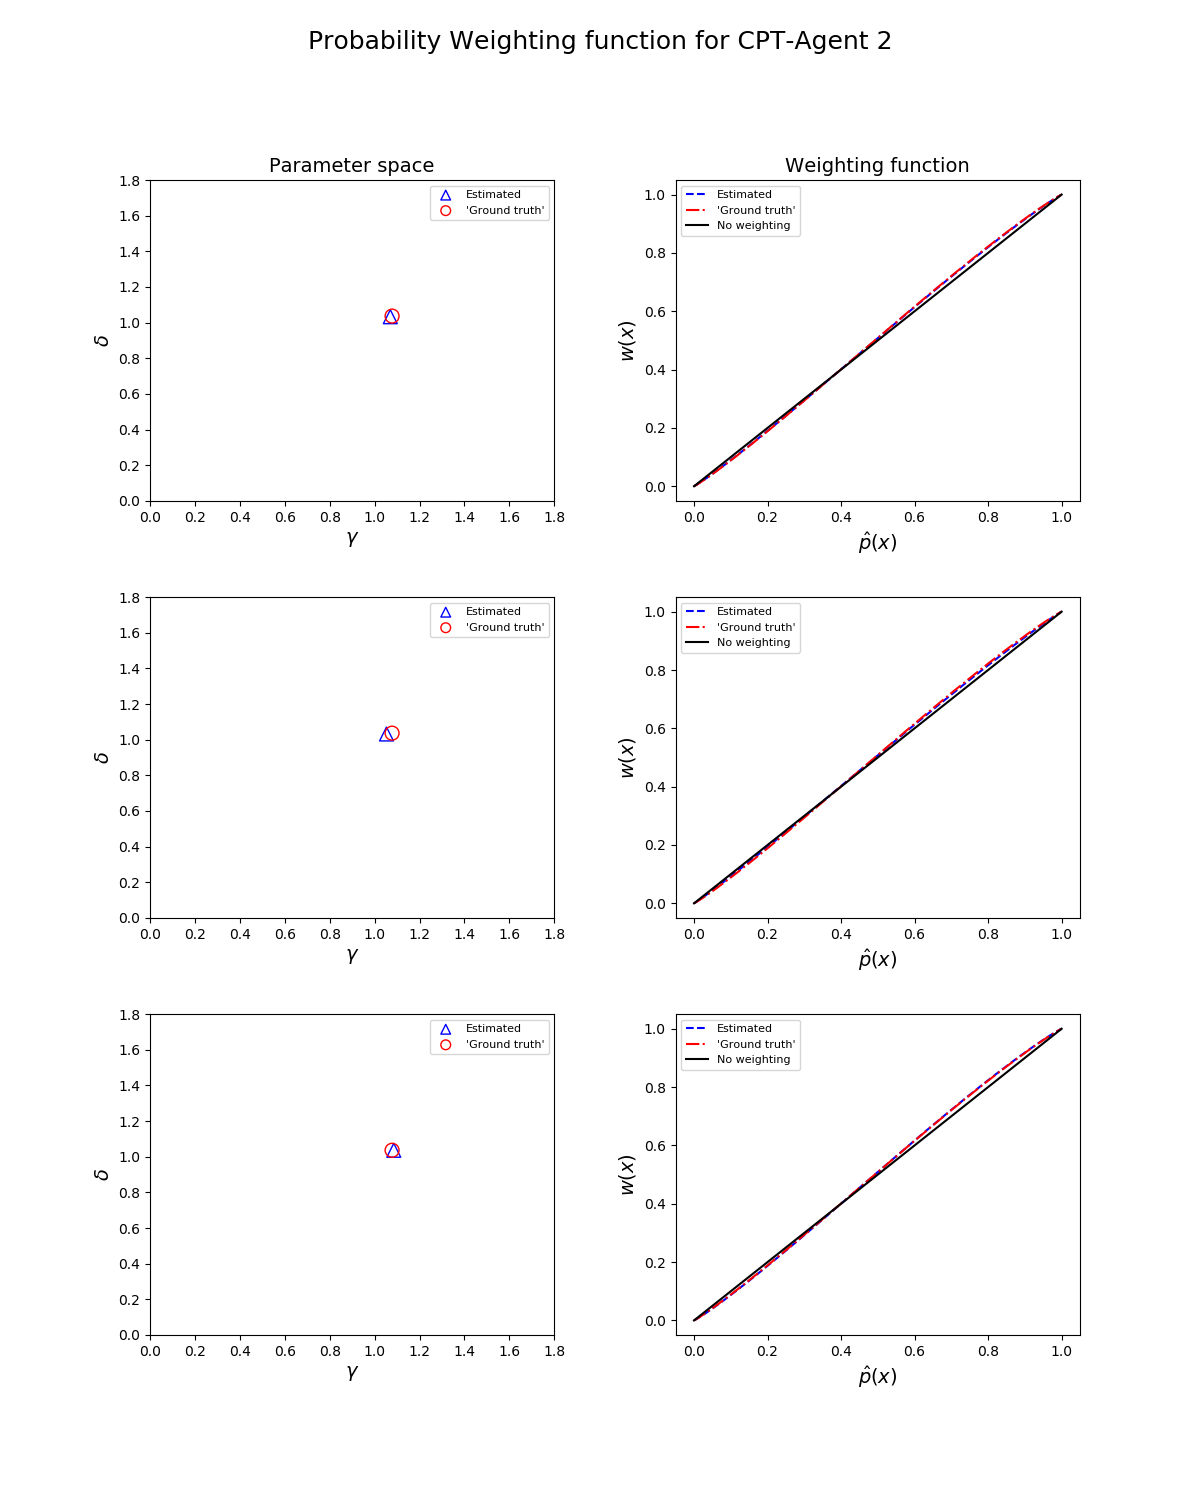 Probability Weighting function for CPT-Agent 2
Parameter space
1.8
1.6
1.4
1.2
1.0
0.8
0.6
0.4
0.2
0.0
δ
Estimated
'Ground truth'
0.0 0.2 0.4 0.6 0.8 1.0 1.2 1.4 1.6 1.8
γ
Weighting function
1.0
0.8
0.6
0.4
0.2
0.0
w(x)
Estimated
'Ground truth'
No weighting
0.0 0.2 0.4 0.6 0.8 1.0
p̂(x)
1.8
1.6
1.4
1.2
1.0
0.8
0.6
0.4
0.2
0.0
δ
Estimated
'Ground truth'
0.0 0.2 0.4 0.6 0.8 1.0 1.2 1.4 1.6 1.8
γ
1.0
0.8
0.6
0.4
0.2
0.0
w(x)
Estimated
'Ground truth'
No weighting
0.0 0.2 0.4 0.6 0.8 1.0
p̂(x)
1.8
1.6
1.4
1.2
1.0
0.8
0.6
0.4
0.2
0.0
δ
Estimated
'Ground truth'
0.0 0.2 0.4 0.6 0.8 1.0 1.2 1.4 1.6 1.8
γ
1.0
0.8
0.6
0.4
0.2
0.0
w(x)
Estimated
'Ground truth'
No weighting
0.0 0.2 0.4 0.6 0.8 1.0
p̂(x)